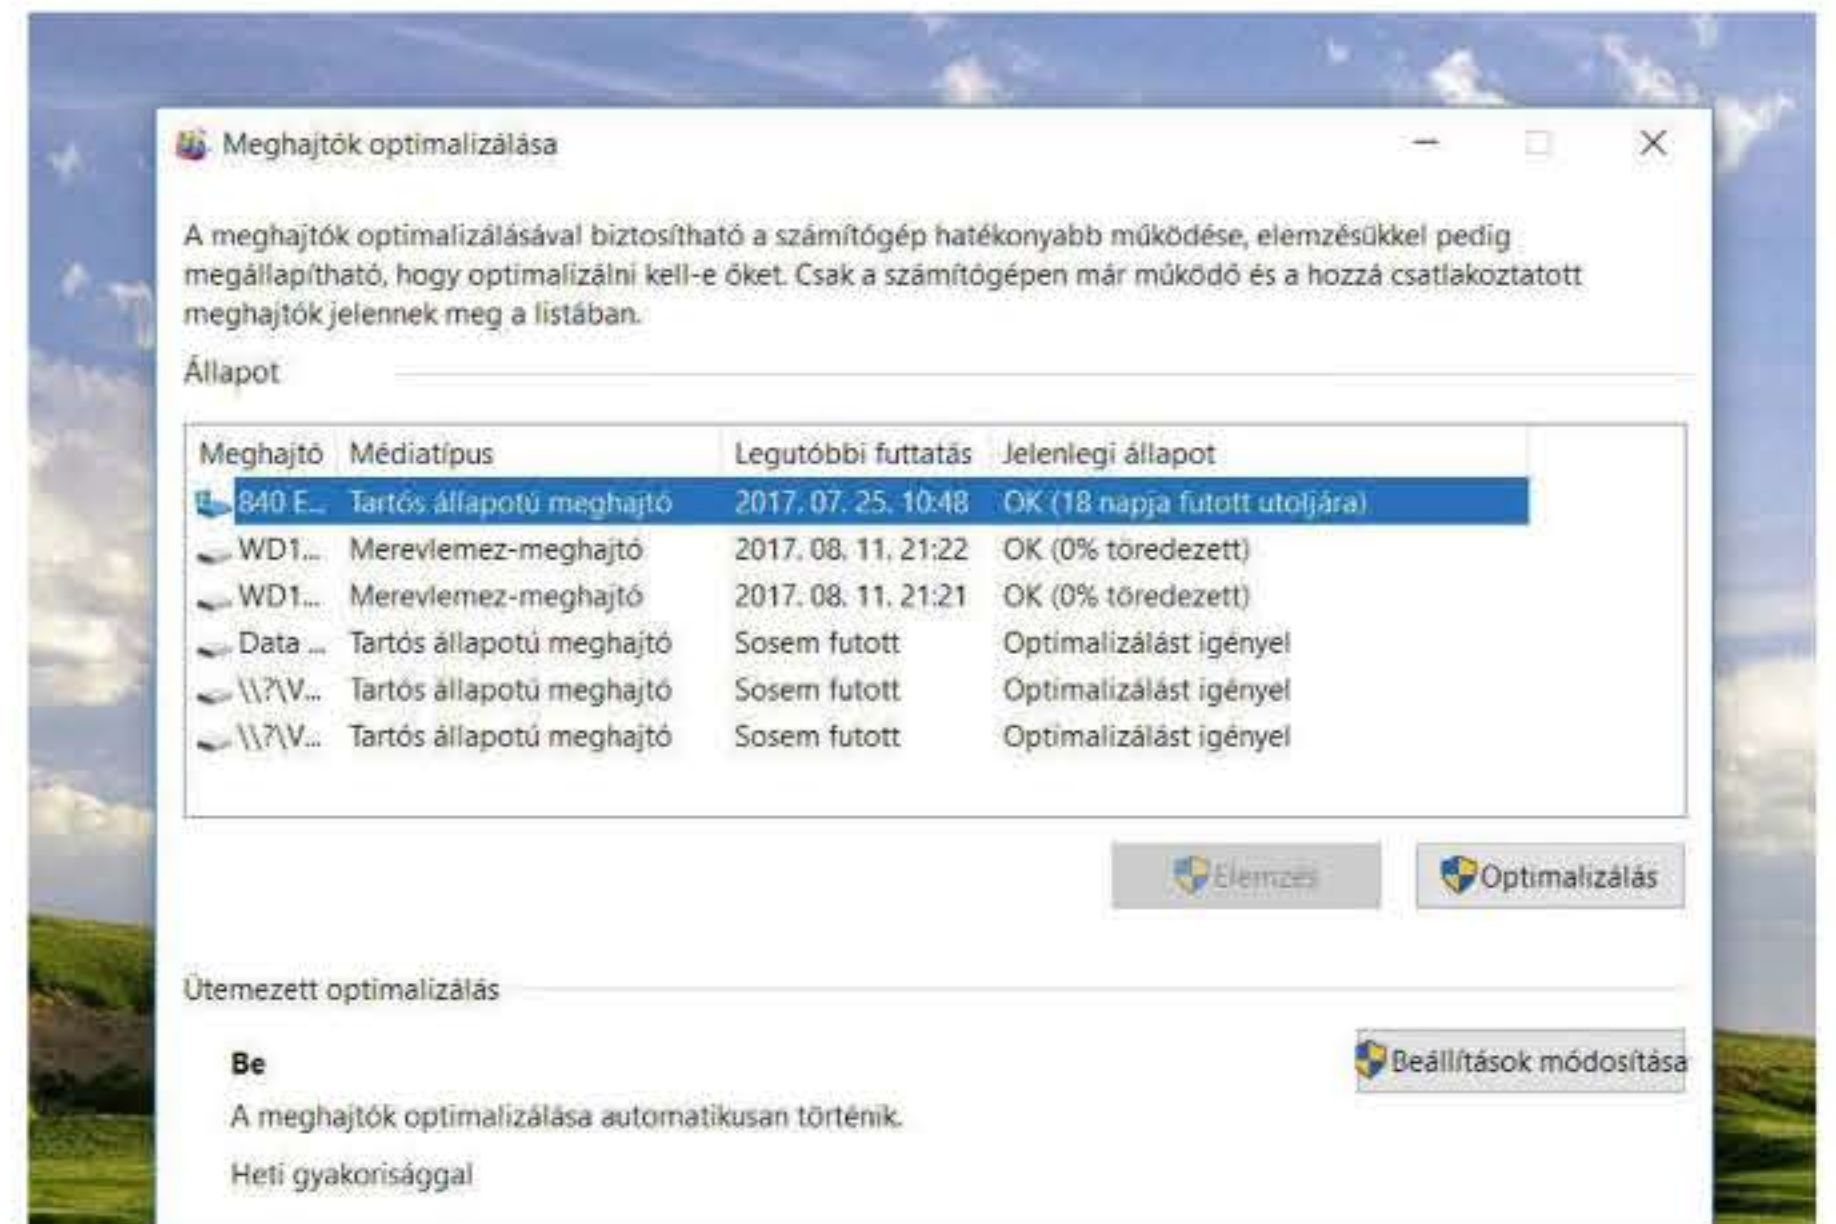 Meghajtók optimalizálása
A meghajtók optimalizálásával biztosítható a számítógép hatékonyabb működése, elemzésükkel pedig
megállapítható, hogy optimalizálni kell-e őket. Csak a számítógépen már működő és a hozzá csatlakoztatott
meghajtók jelennek meg a listában.
Állapot
Meghajtó Médiatípus Legutóbbi futtatás Jelenlegi állapot
840 E... Tartós állapotú meghajtó 2017. 07. 25. 10:48 OK (18 napja futott utoljára)
WD1... Merevlemez-meghajtó 2017. 08. 11. 21:22 OK (0% töredezett)
WD1... Merevlemez-meghajtó 2017. 08. 11. 21:21 OK (0% töredezett)
Data ... Tartós állapotú meghajtó Sosem futott Optimalizálást igényel
\\?\V... Tartós állapotú meghajtó Sosem futott Optimalizálást igényel
\\?\V... Tartós állapotú meghajtó Sosem futott Optimalizálást igényel
Elemzés Optimalizálás
Ütemezett optimalizálás
Be
Beállítások módosítása
A meghajtók optimalizálása automatikusan történik.
Heti gyakorisággal